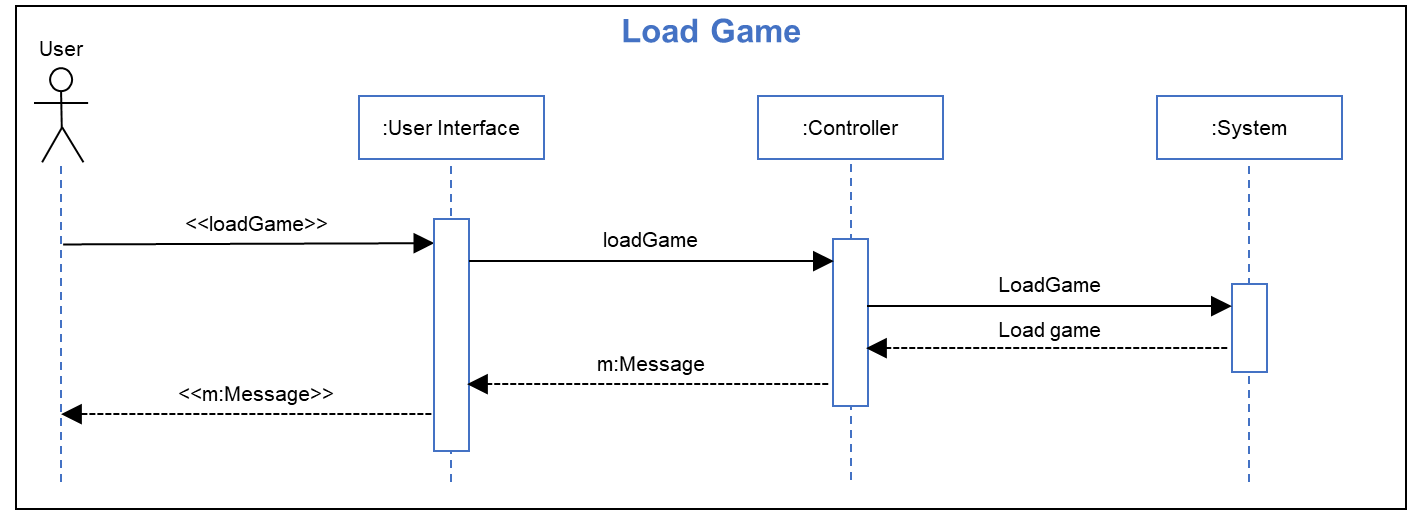 Load Game
User
:User Interface
:Controller
:System
<<loadGame>>
loadGame
LoadGame
Load game
m:Message
<<m:Message>>